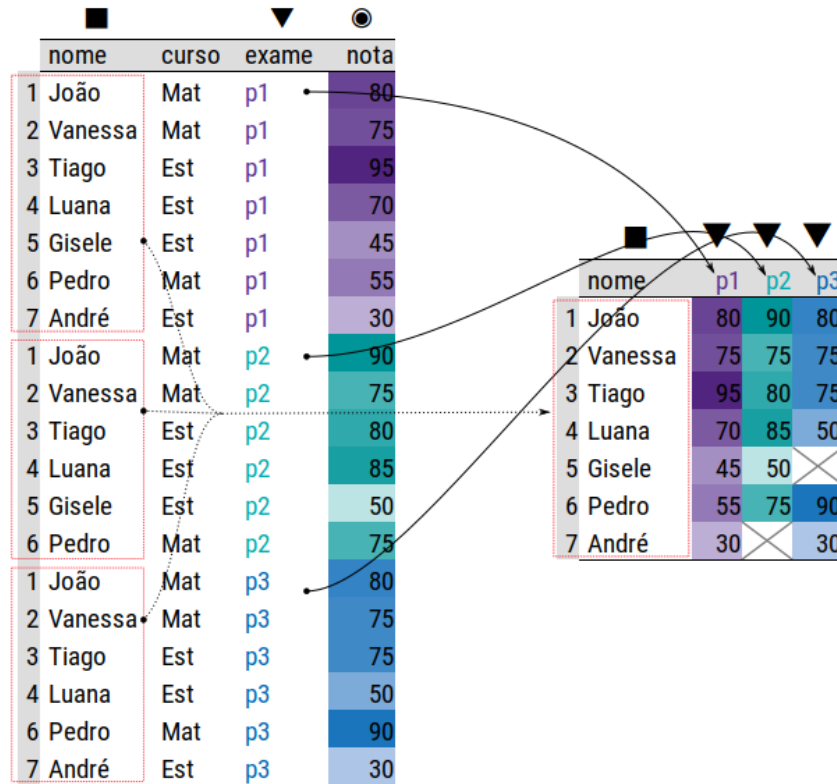 nome curso exame nota
1 João Mat p1 80
2 Vanessa Mat p1 75
3 Tiago Est p1 95
4 Luana Est p1 70
5 Gisele Est p1 45
6 Pedro Mat p1 55
7 André Est p1 30
1 João Mat p2 90
2 Vanessa Mat p2 75
3 Tiago Est p2 80
4 Luana Est p2 85
5 Gisele Est p2 50
6 Pedro Mat p2 75
1 João Mat p3 80
2 Vanessa Mat p3 75
3 Tiago Est p3 75
4 Luana Est p3 50
6 Pedro Mat p3 90
7 André Est p3 30
nome p1 p2 p3
1 João 80 90 80
2 Vanessa 75 75 75
3 Tiago 95 80 75
4 Luana 70 85 50
5 Gisele 45 50
6 Pedro 55 75 90
7 André 30 30